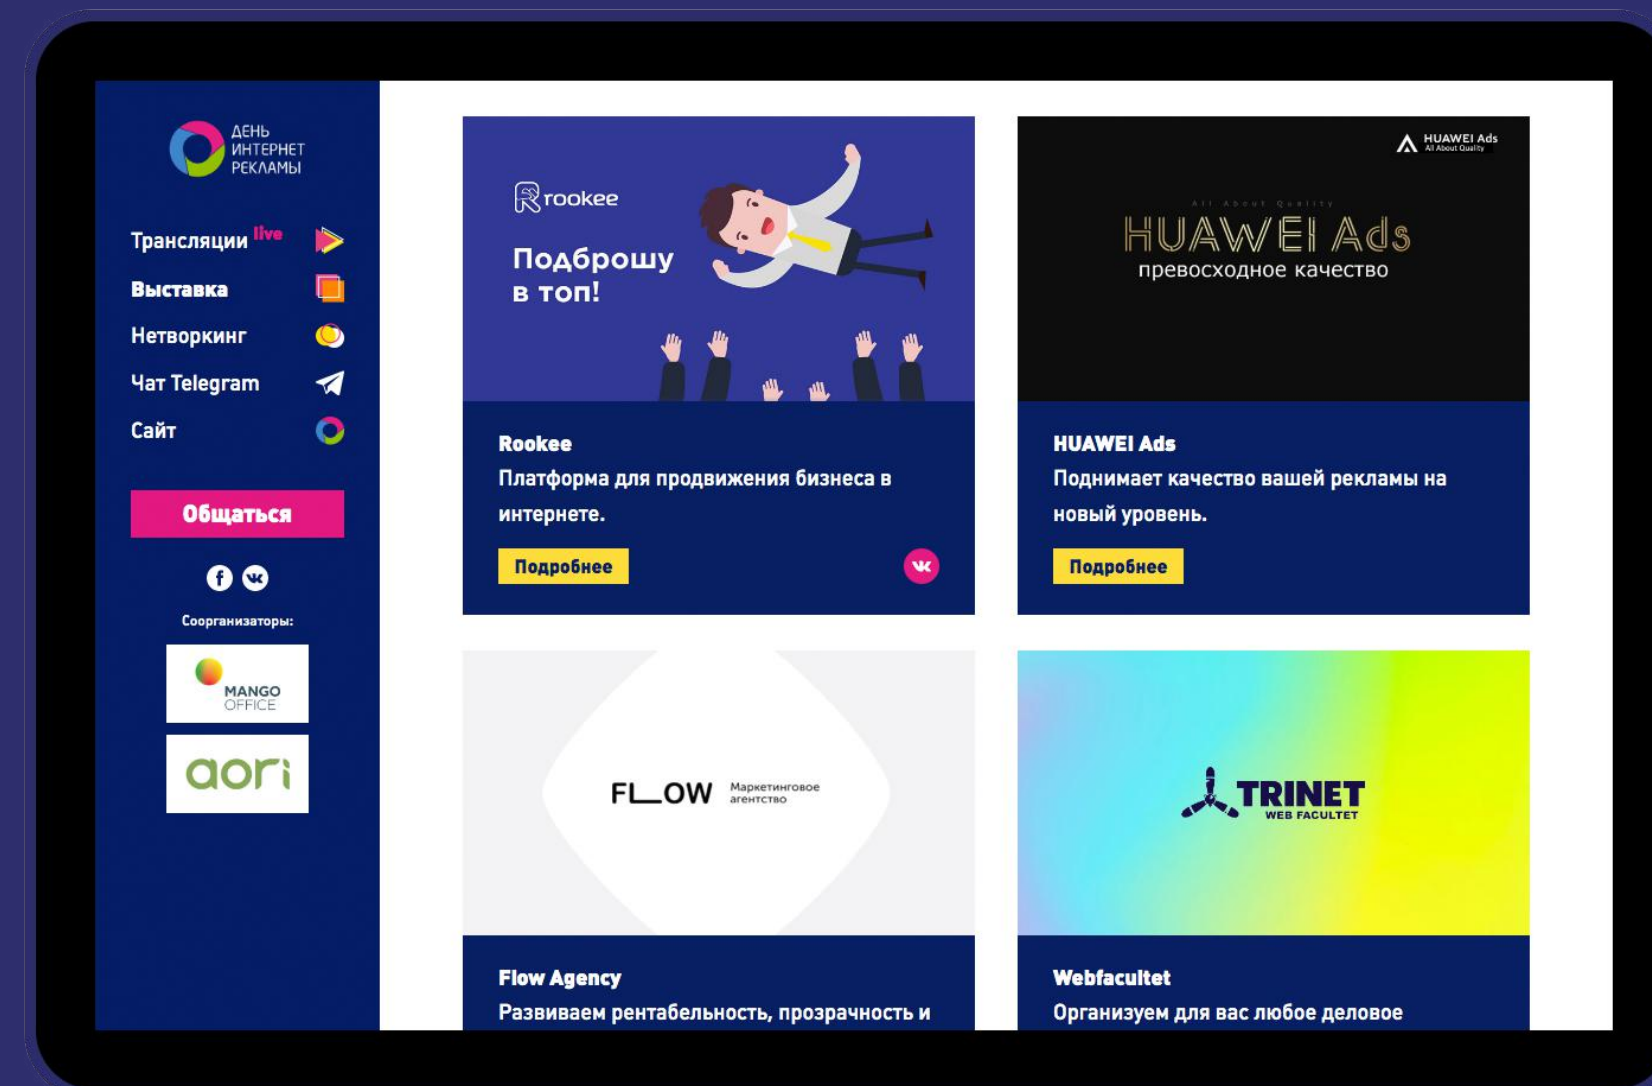 ДЕНЬ
ИНТЕРНЕТ
РЕКЛАМЫ
Трансляции live
Выставка
Нетворкинг
Чат Telegram
Сайт
Общаться
Соорганизаторы:
MANGO
OFFICE
aori
rookee
Подброшу
в топ!
Rookee
Платформа для продвижения бизнеса в
интернете.
Подробнее
HUAWEI Ads
All About Quality
All About Quality
HUAWEI Ads
превосходное качество
HUAWEI Ads
Поднимает качество вашей рекламы на
новый уровень.
Подробнее
FLOW Маркетинговое
агентство
Flow Agency
Развиваем рентабельность, прозрачность и
TRINET
WEB FACULTET
Webfacultet
Организуем для вас любое деловое